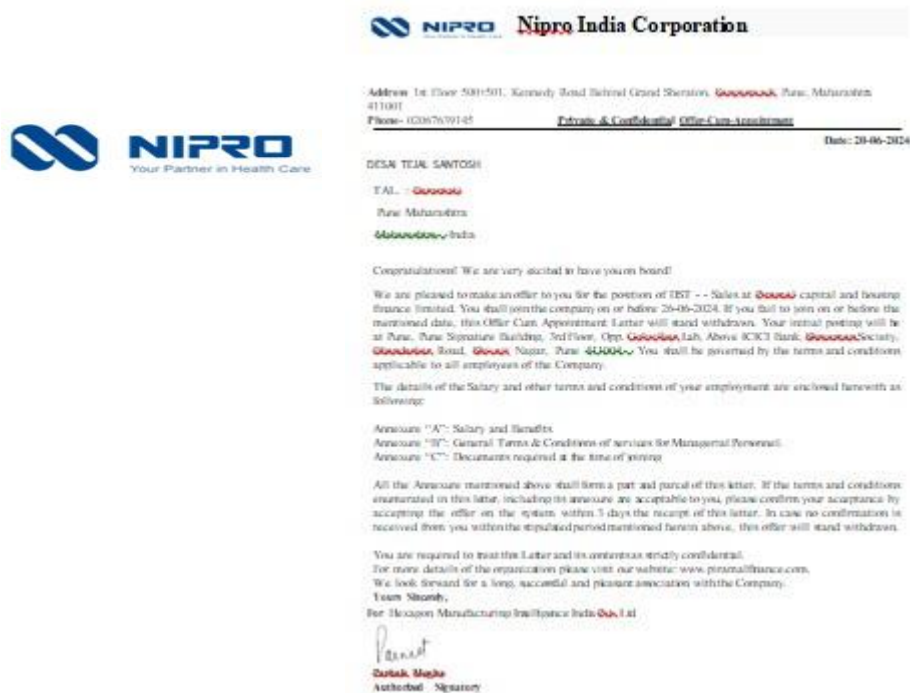 NIPRO
Your Partner in Health Care
NIPRO Nipro India Corporation
Address 1st Floor 500+501, Kennedy Road Behind Grand Sheraton, Pune, Maharashtra
411001
Phone- 02067639145 Private & Confidential Offer-Cum-Appointment
Date: 20-06-2024
DESAI TEJAL SANTOSH
TAL. :
Pune Maharashtra
India
Congratulations! We are very excited to have you on board!
We are pleased to make an offer to you for the position of DST - - Sales at capital and housing
finance limited. You shall join the company on or before 26-06-2024. If you fail to join on or before the
mentioned date, this Offer Cum Appointment Letter will stand withdrawn. Your initial posting will be
at Pune, Pune Signature Building, 3rd Floor, Opp. Lab, Above ICICI Bank, Society,
Road, Nagar, Pune You shall be governed by the terms and conditions
applicable to all employees of the Company.
The details of the Salary and other terms and conditions of your employment are enclosed herewith as
following:
Annexure "A": Salary and Benefits
Annexure "B": General Terms & Conditions of services for Managerial Personnel.
Annexure "C": Documents required at the time of joining
All the Annexure mentioned above shall form a part and parcel of this letter. If the terms and conditions
enumerated in this letter, including its annexure are acceptable to you, please confirm your acceptance by
accepting the offer on the system within 3 days the receipt of this letter. In case no confirmation is
received from you within the stipulated period mentioned herein above, this offer will stand withdrawn.
You are required to treat this Letter and its contents as strictly confidential.
For more details of the organization please visit our website: www.piramalfinance.com.
We look forward for a long, successful and pleasant association with the Company.
Yours
For Hexagon Manufacturing Intelligence India Ltd
Authorised Signatory